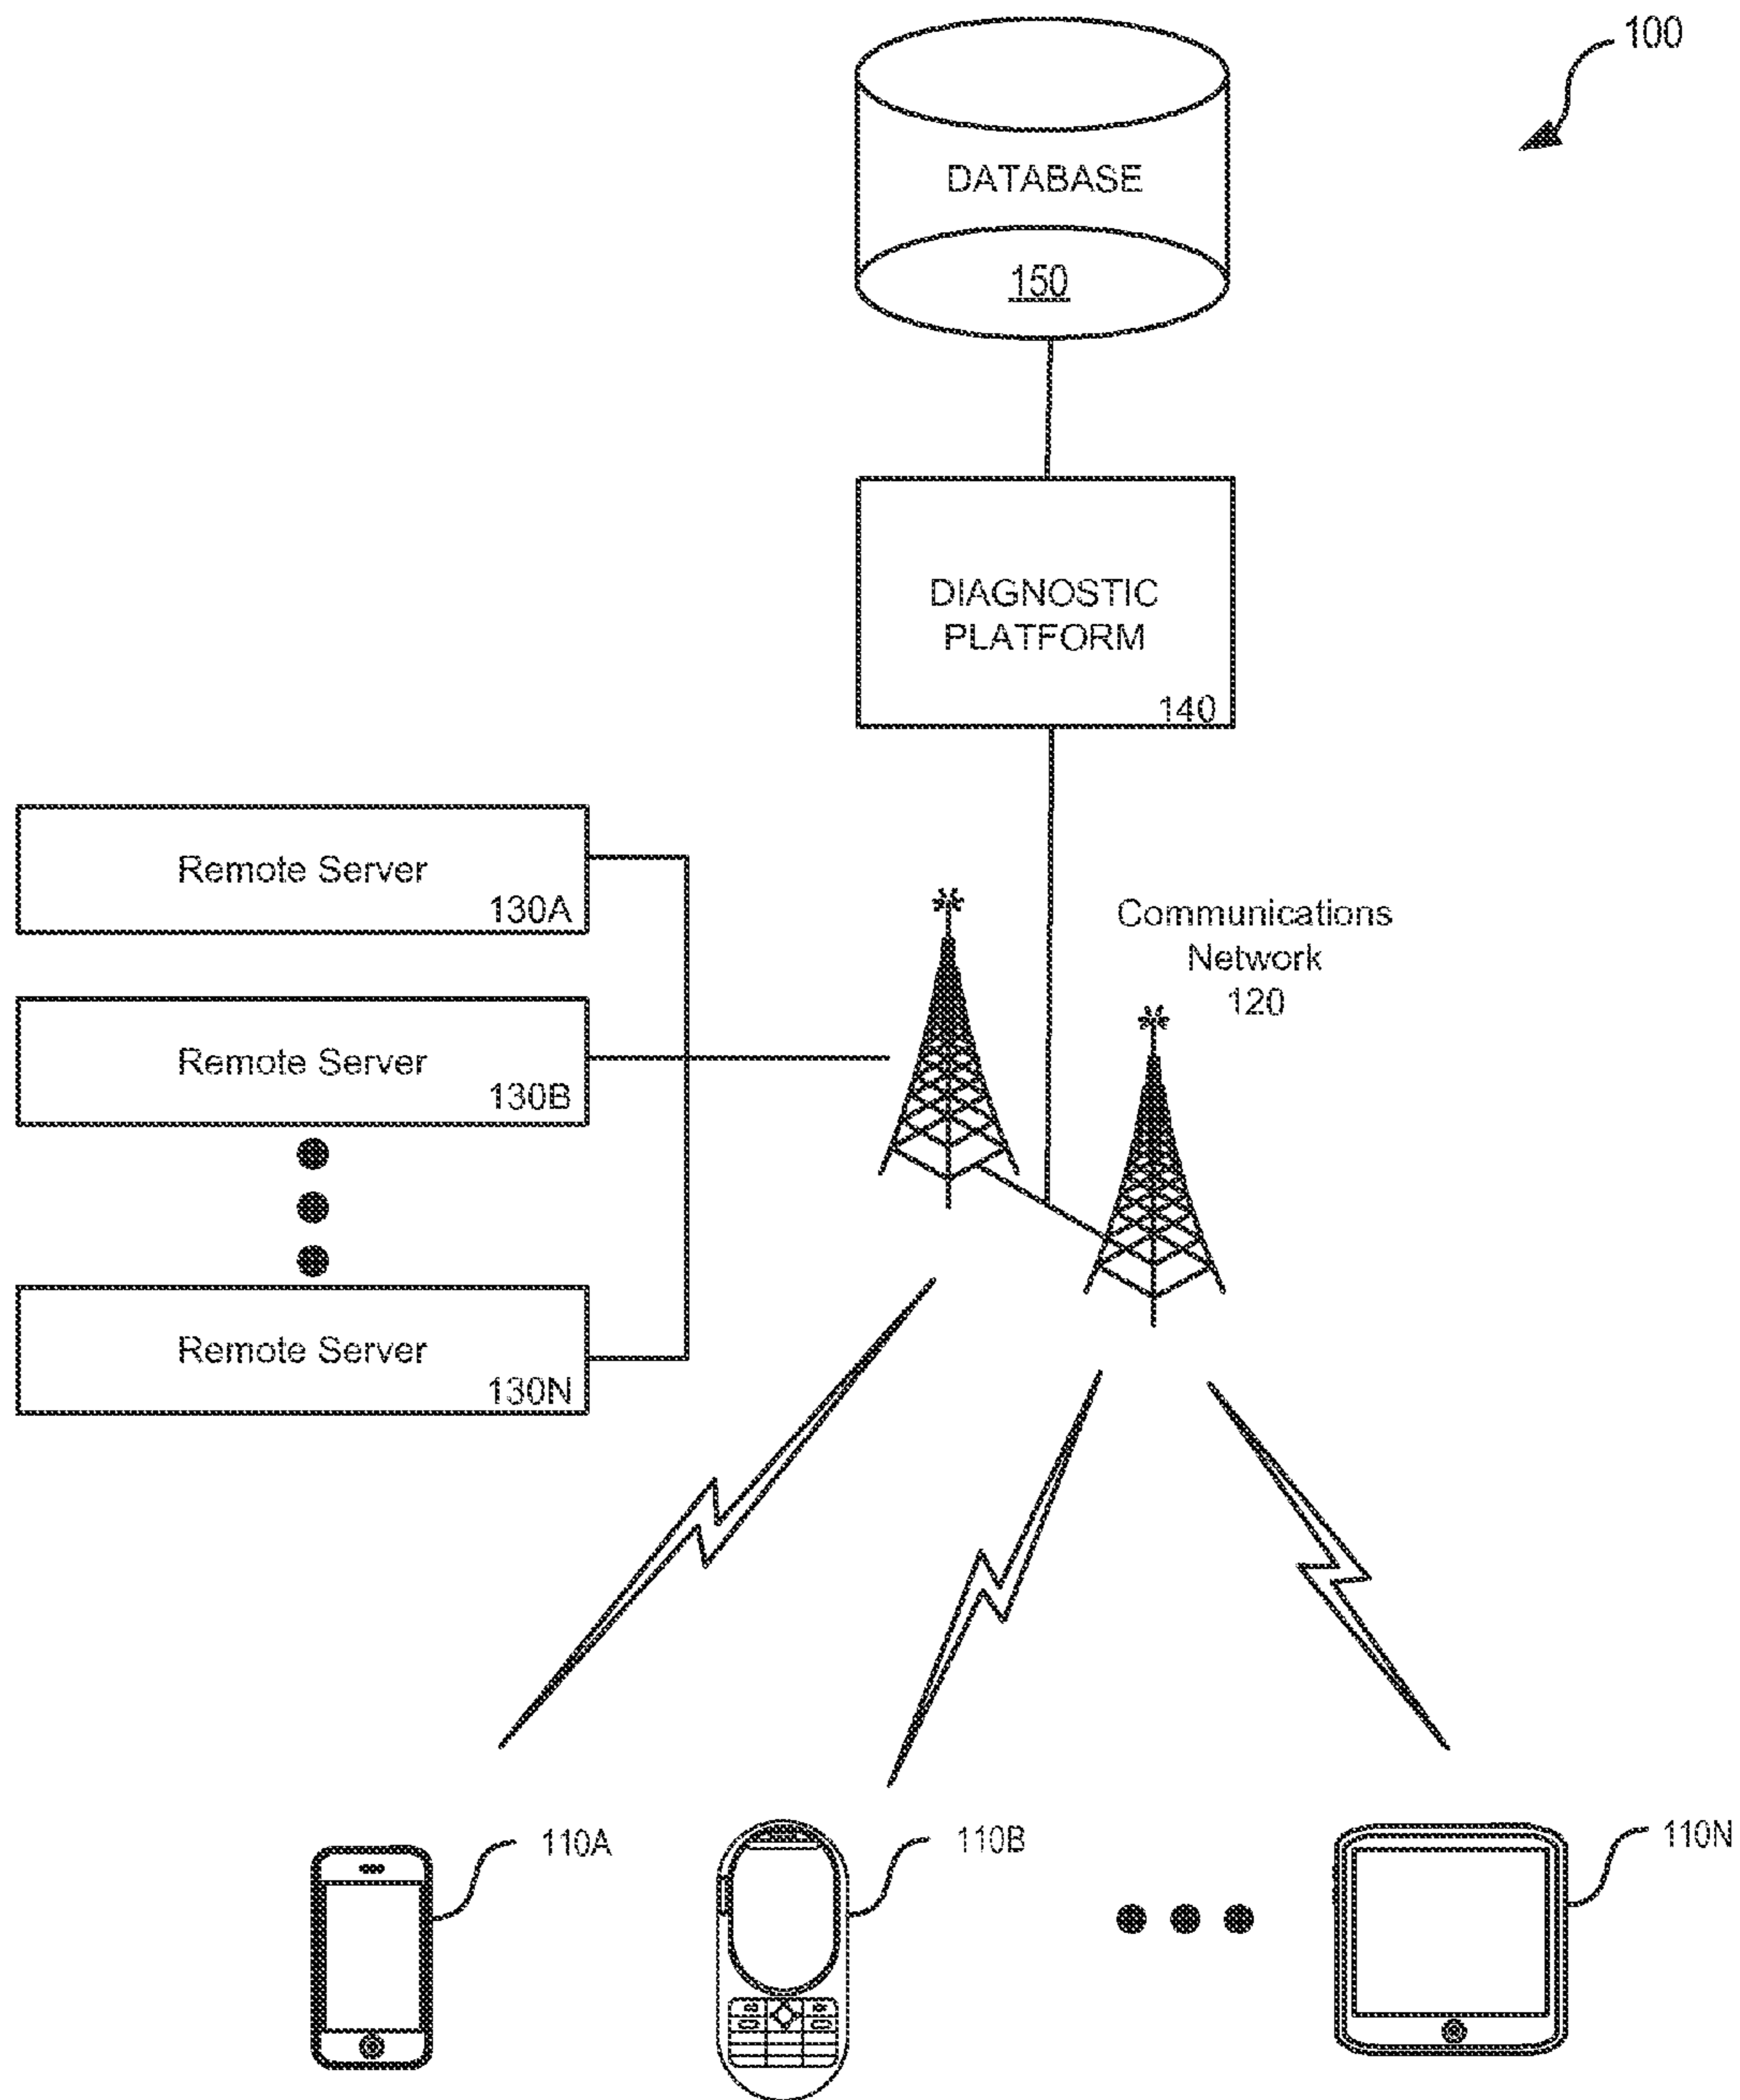 100
DATABASE
150
DIAGNOSTIC
PLATFORM
140
Remote Server
130A
Communications
Network
120
Remote Server
130B
Remote Server
130N
110A
110B
110N